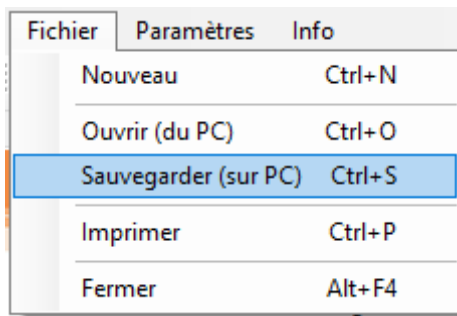 Fichier Paramètres Info
Nouveau Ctrl+N
Ouvrir (du PC) Ctrl+O
Sauvegarder (sur PC) Ctrl+S
Imprimer Ctrl+P
Fermer Alt+F4